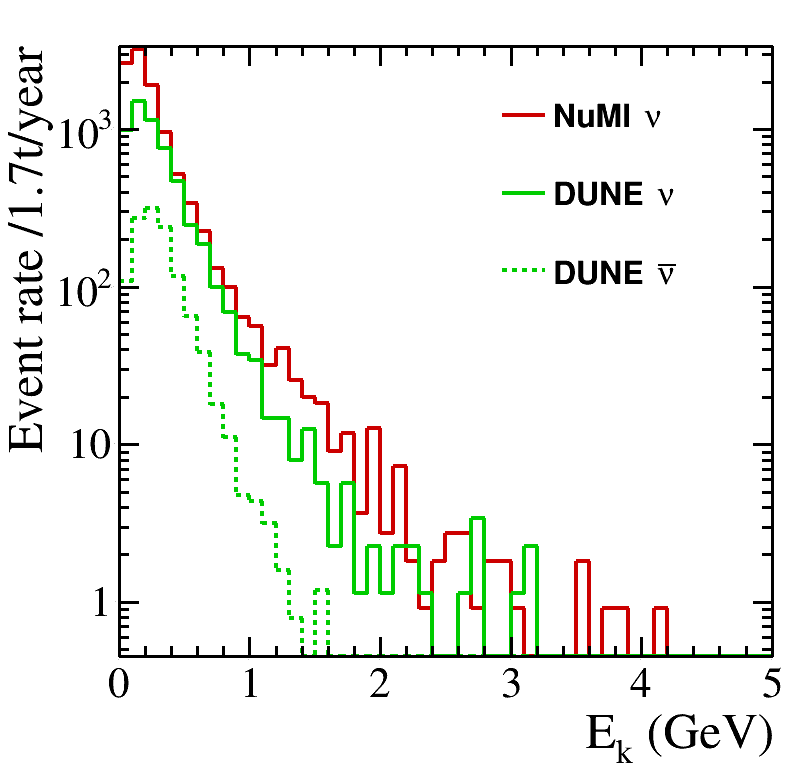 Event rate /1.7t/year
10³
10²
10
1
NuMI ν
DUNE ν
DUNE ν̅
0 1 2 3 4 5
E_k (GeV)